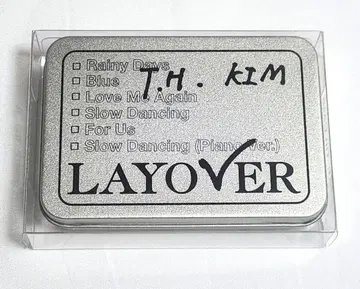 Rainy Days
Blue
T.H. KIM
Love Me Again
Slow Dancing
For Us
Slow Dancing (Piano Ver.)
LAYOVER